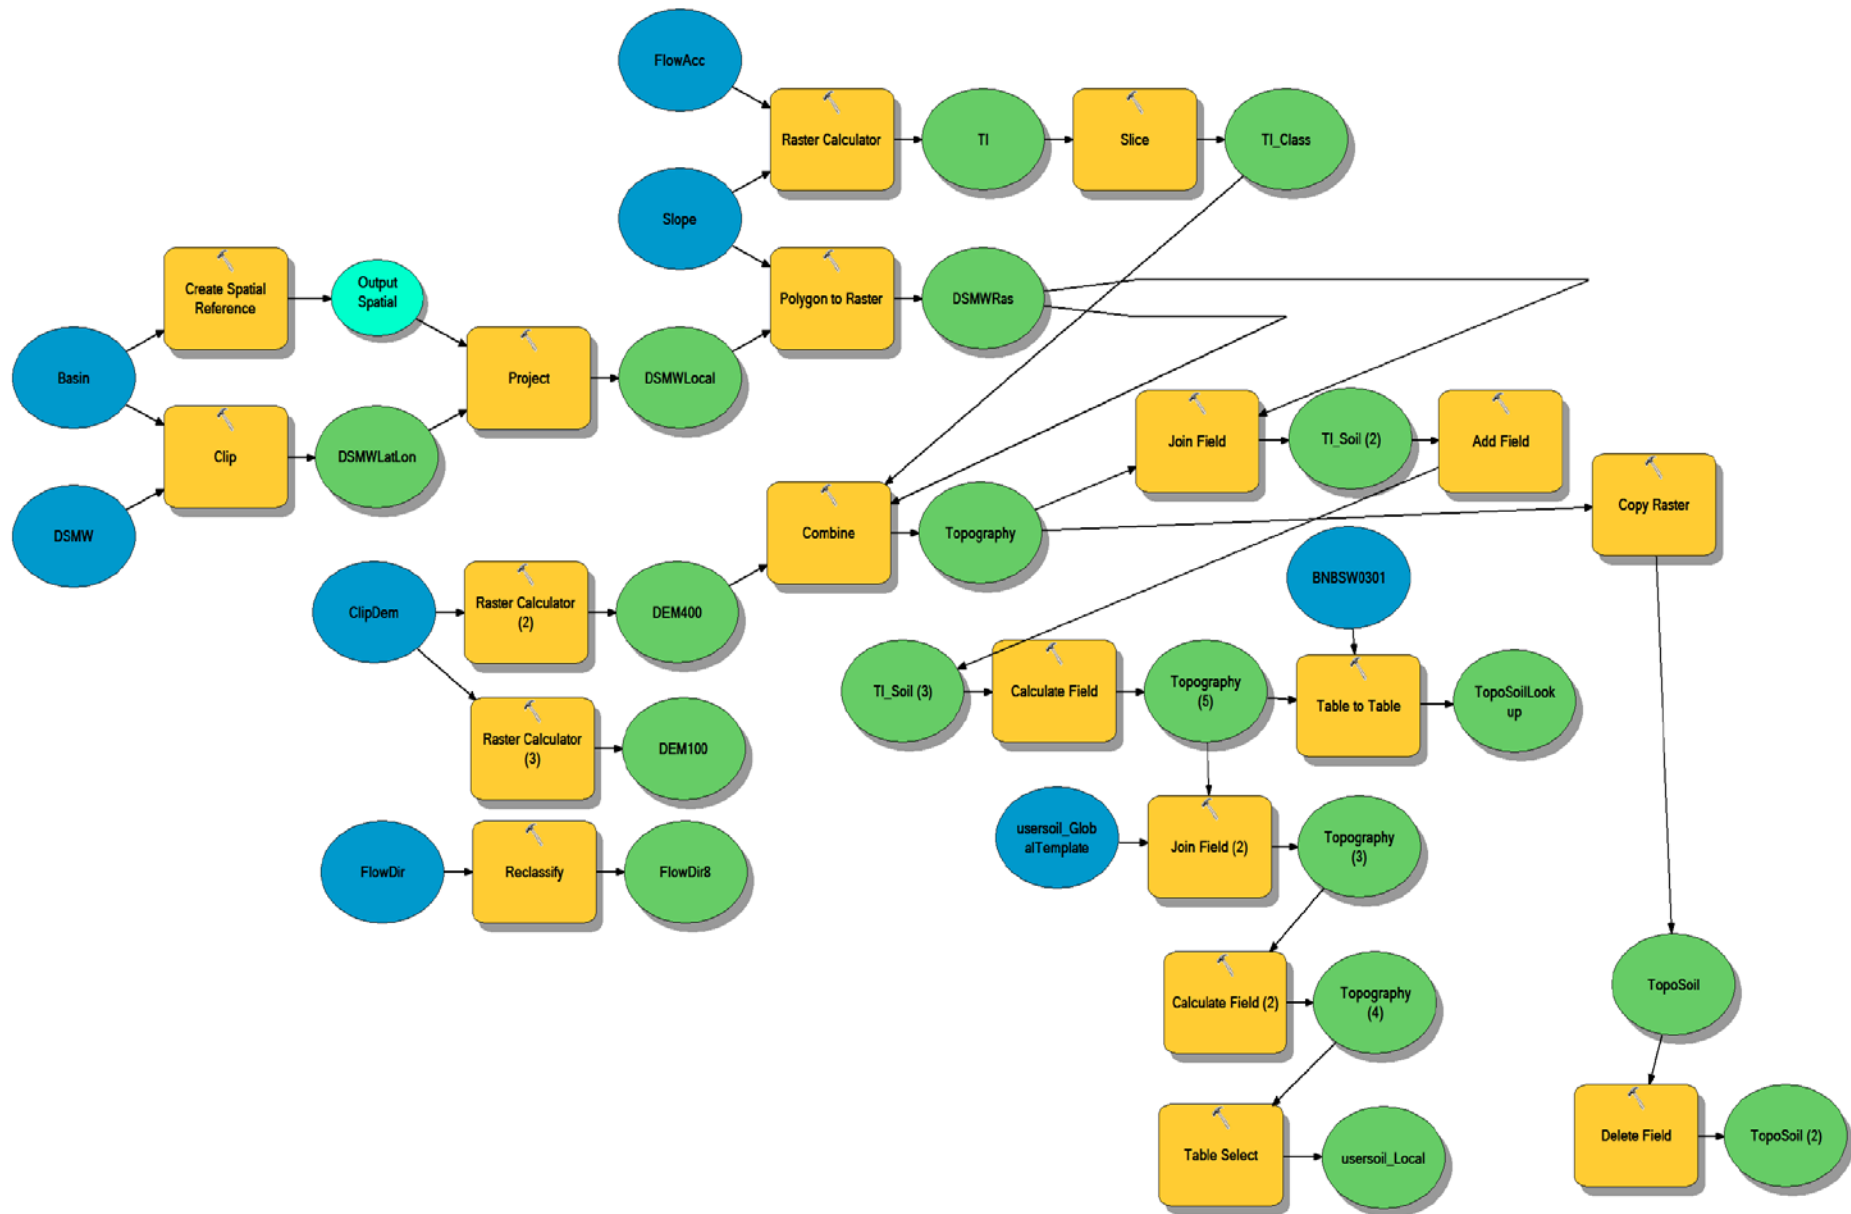 FlowAcc
Raster Calculator
TI
Slice
TI_Class
Slope
Create Spatial
Reference
Output
Spatial
Polygon to Raster
DSMWRas
Basin
Project
DSMWLocal
Clip
DSMWLatLon
Join Field
TI_Soil (2)
Add Field
DSMW
Combine
Topography
Copy Raster
BNBSW0301
ClipDem
Raster Calculator
(2)
DEM400
TI_Soil (3)
Calculate Field
Topography
(5)
Table to Table
TopoSoilLook
up
Raster Calculator
(3)
DEM100
usersoil_Glob
alTemplate
Join Field (2)
Topography
(3)
FlowDir
Reclassify
FlowDir8
Calculate Field (2)
Topography
(4)
TopoSoil
Table Select
usersoil_Local
Delete Field
TopoSoil (2)